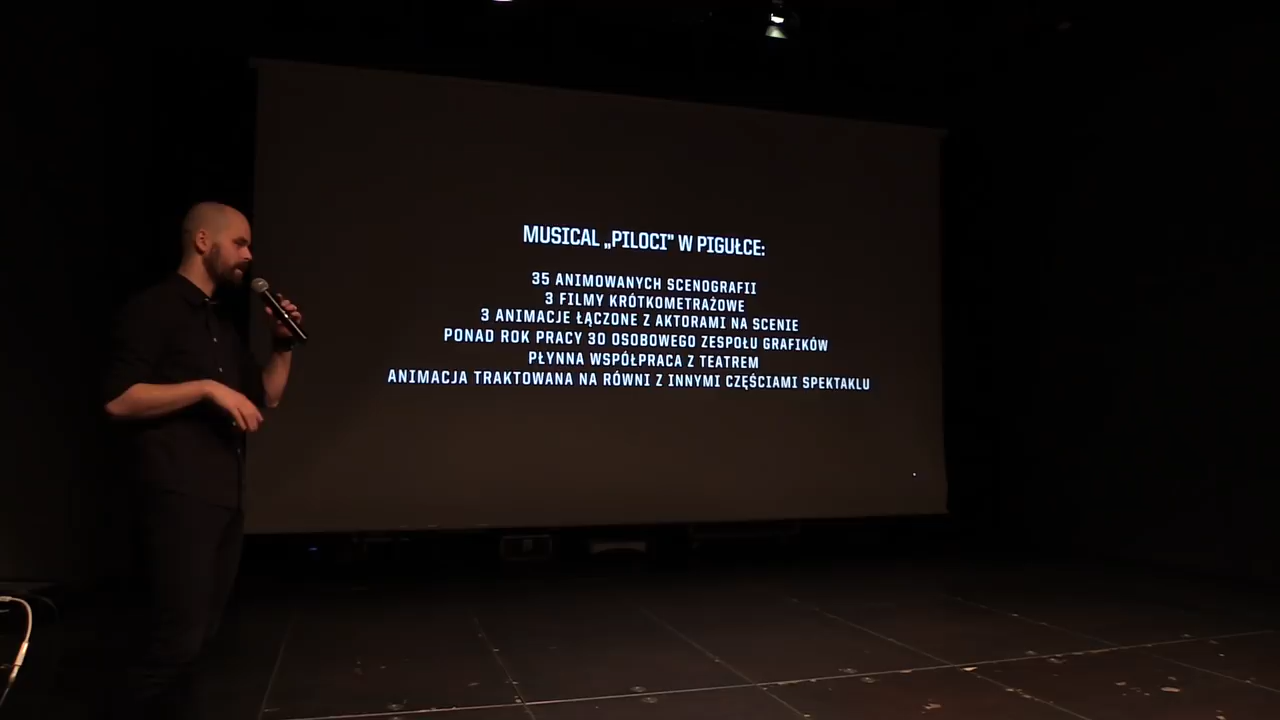 MUSICAL „PILOCI” W PIGUŁCE:
35 ANIMOWANYCH SCENOGRAFII
3 FILMY KRÓTKOMETRAŻOWE
3 ANIMACJE ŁĄCZONE Z AKTORAMI NA SCENIE
PONAD ROK PRACY 30 OSOBOWEGO ZESPOŁU GRAFIKÓW
PŁYNNA WSPÓŁPRACA Z TEATREM
ANIMACJA TRAKTOWANA NA RÓWNI Z INNYMI CZĘŚCIAMI SPEKTAKLU